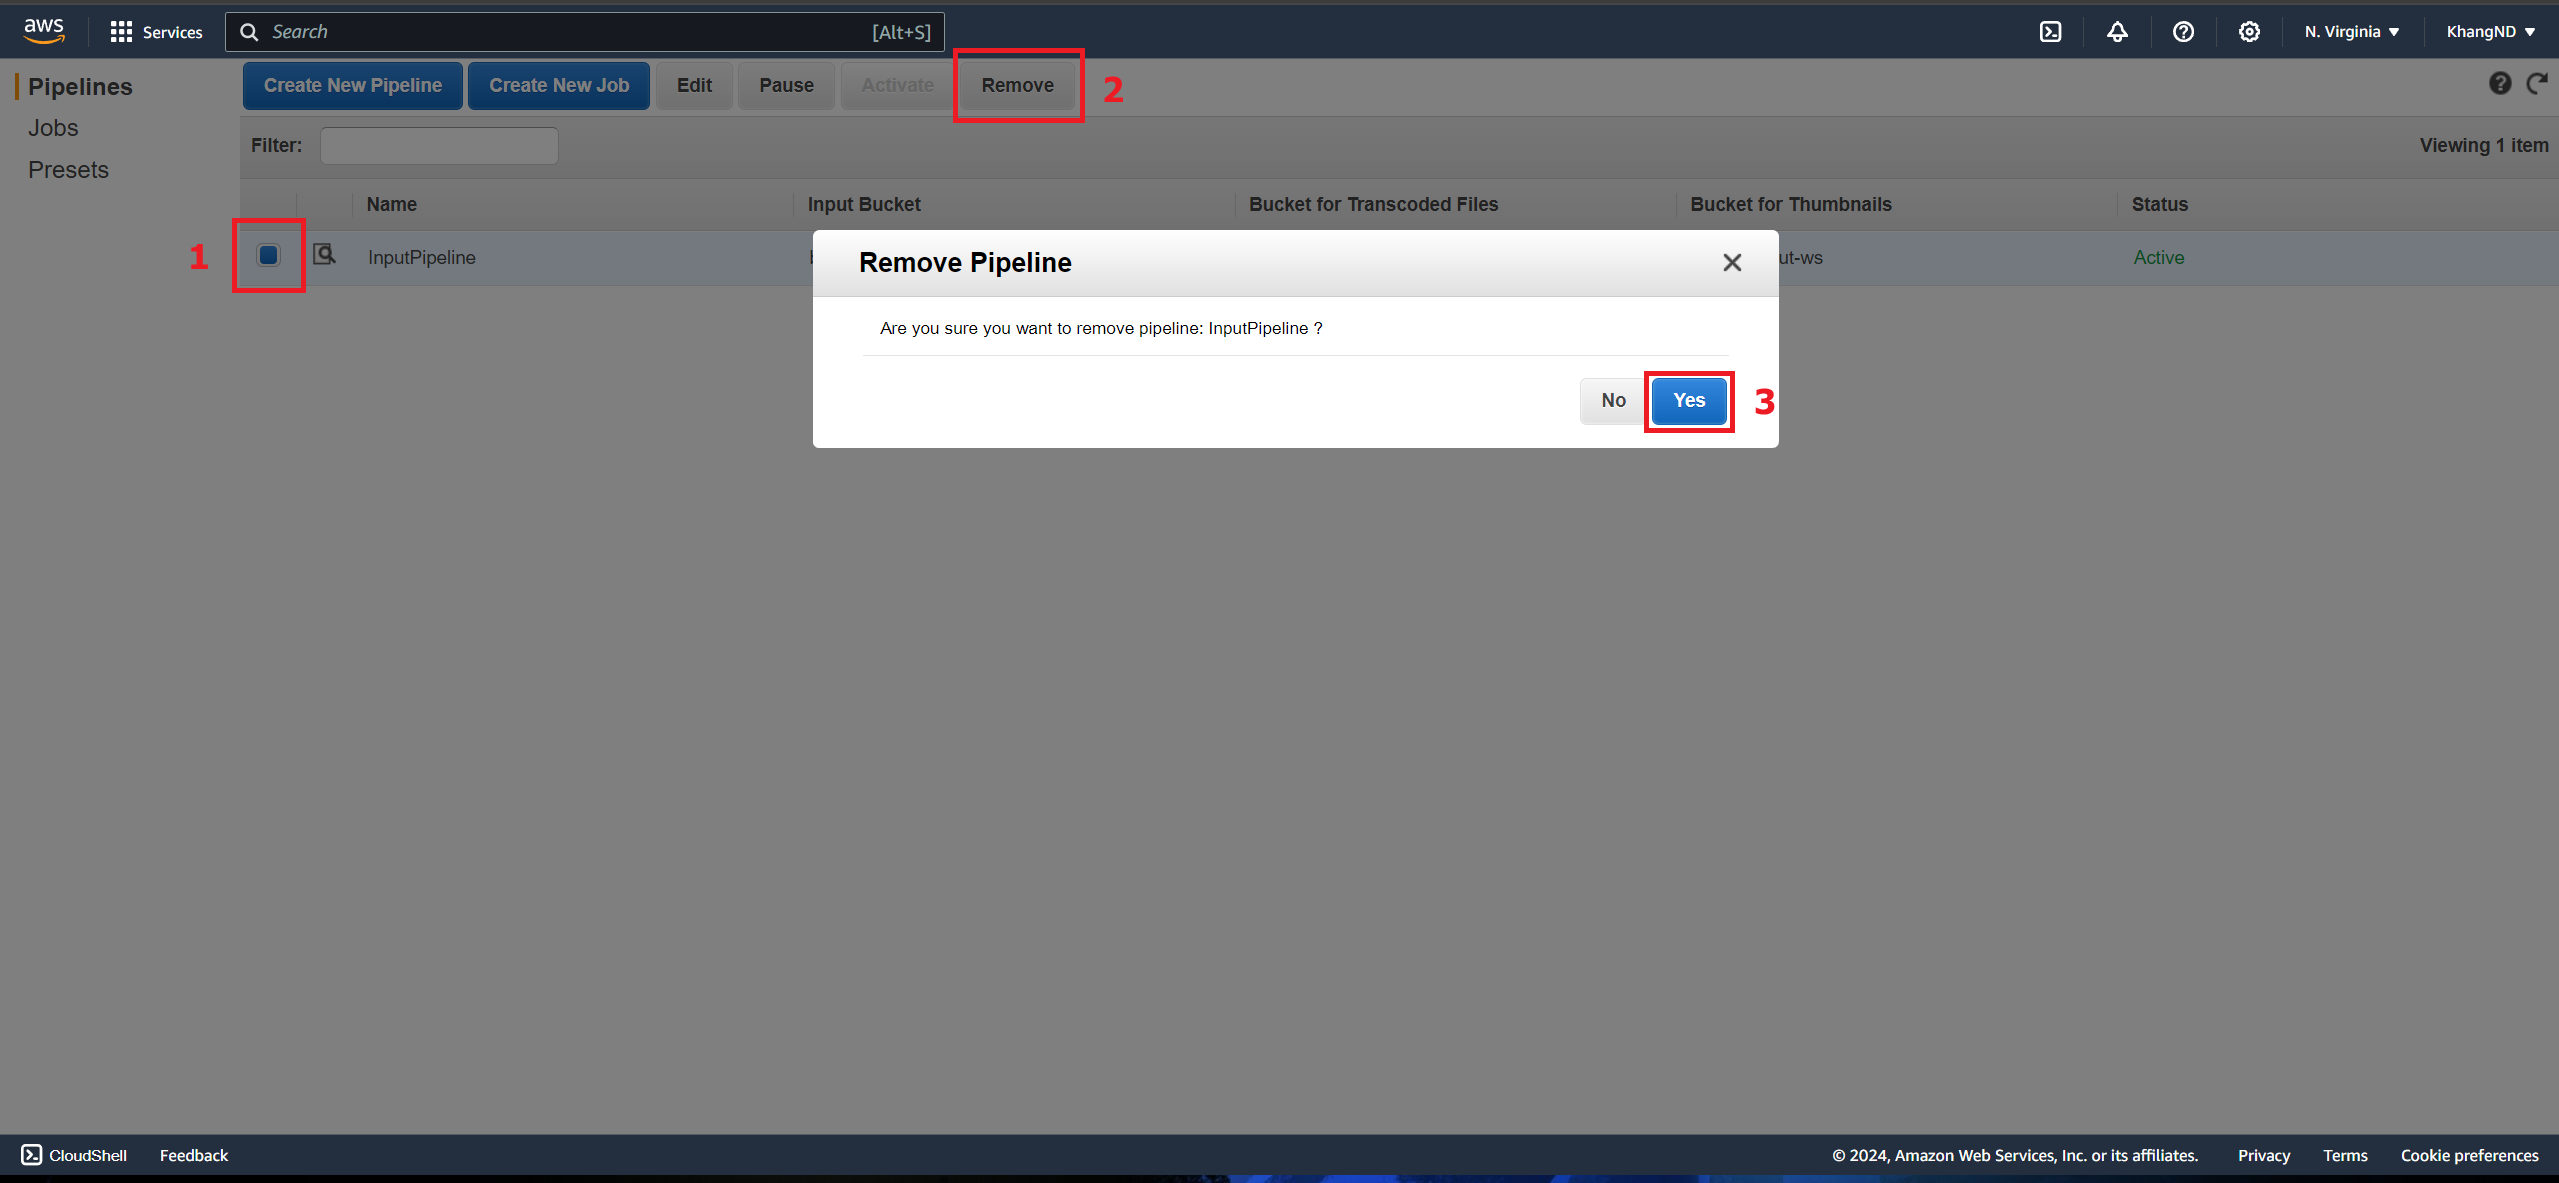 aws Services Search [Alt+S] N. Virginia KhangND
Pipelines
Jobs
Presets
Create New Pipeline Create New Job Edit Pause Activate Remove 2
Filter: Viewing 1 item
Name Input Bucket Bucket for Transcoded Files Bucket for Thumbnails Status
1 InputPipeline ut-ws Active
Remove Pipeline
Are you sure you want to remove pipeline: InputPipeline ?
No Yes 3
CloudShell Feedback © 2024, Amazon Web Services, Inc. or its affiliates. Privacy Terms Cookie preferences